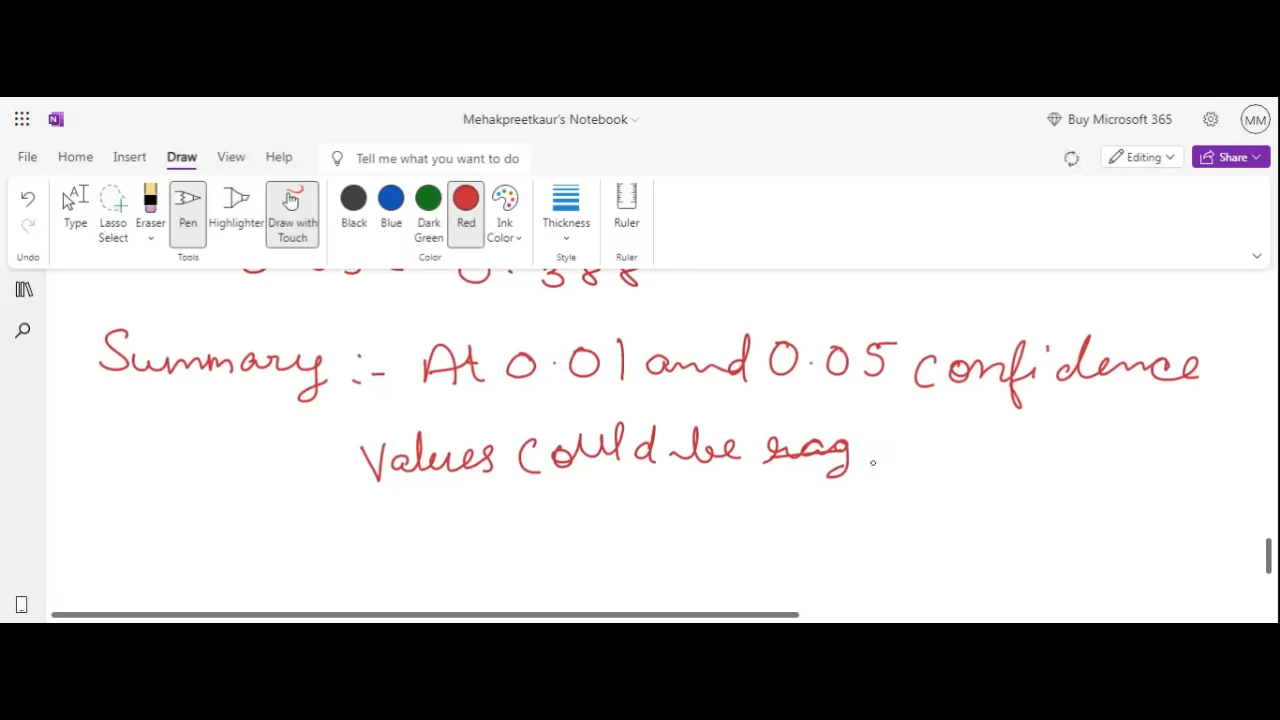 Mehakpreetkaur's Notebook
Buy Microsoft 365
MM
File Home Insert Draw View Help Tell me what you want to do
Editing Share
Type Lasso Select Eraser Pen Highlighter Draw with Touch Black Blue Dark Green Red Ink Color Thickness Ruler
Undo Tools Color Style Ruler
Summary :- At 0.01 and 0.05 confidence
values could be